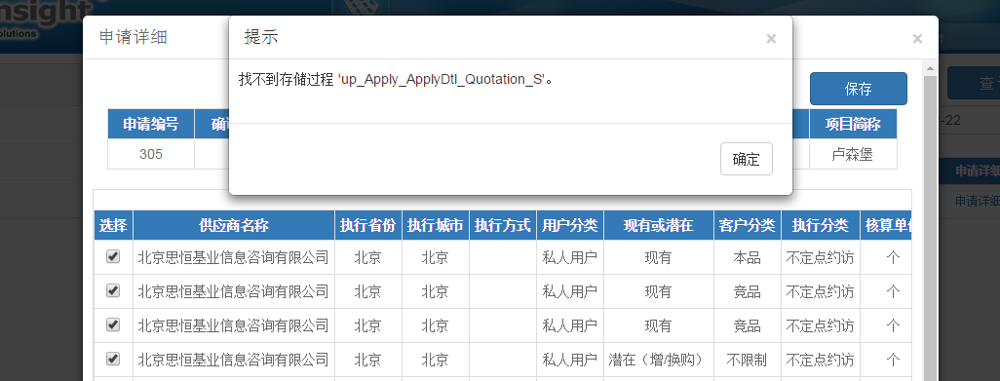 nsight
olutions
申请详细
×
提示
×
找不到存储过程 'up_Apply_ApplyDtl_Quotation_S'。
确定
保存
查
-22
申请详细
申请详细
申请编号 确 项目简称
305 卢森堡
选择 供应商名称 执行省份 执行城市 执行方式 用户分类 现有或潜在 客户分类 执行分类 核算单位
北京思恒基业信息咨询有限公司 北京 北京 私人用户 现有 本品 不定点约访 个
北京思恒基业信息咨询有限公司 北京 北京 私人用户 现有 竞品 不定点约访 个
北京思恒基业信息咨询有限公司 北京 北京 私人用户 现有 竞品 不定点约访 个
北京思恒基业信息咨询有限公司 北京 北京 私人用户 潜在（增/换购） 不限制 不定点约访 个